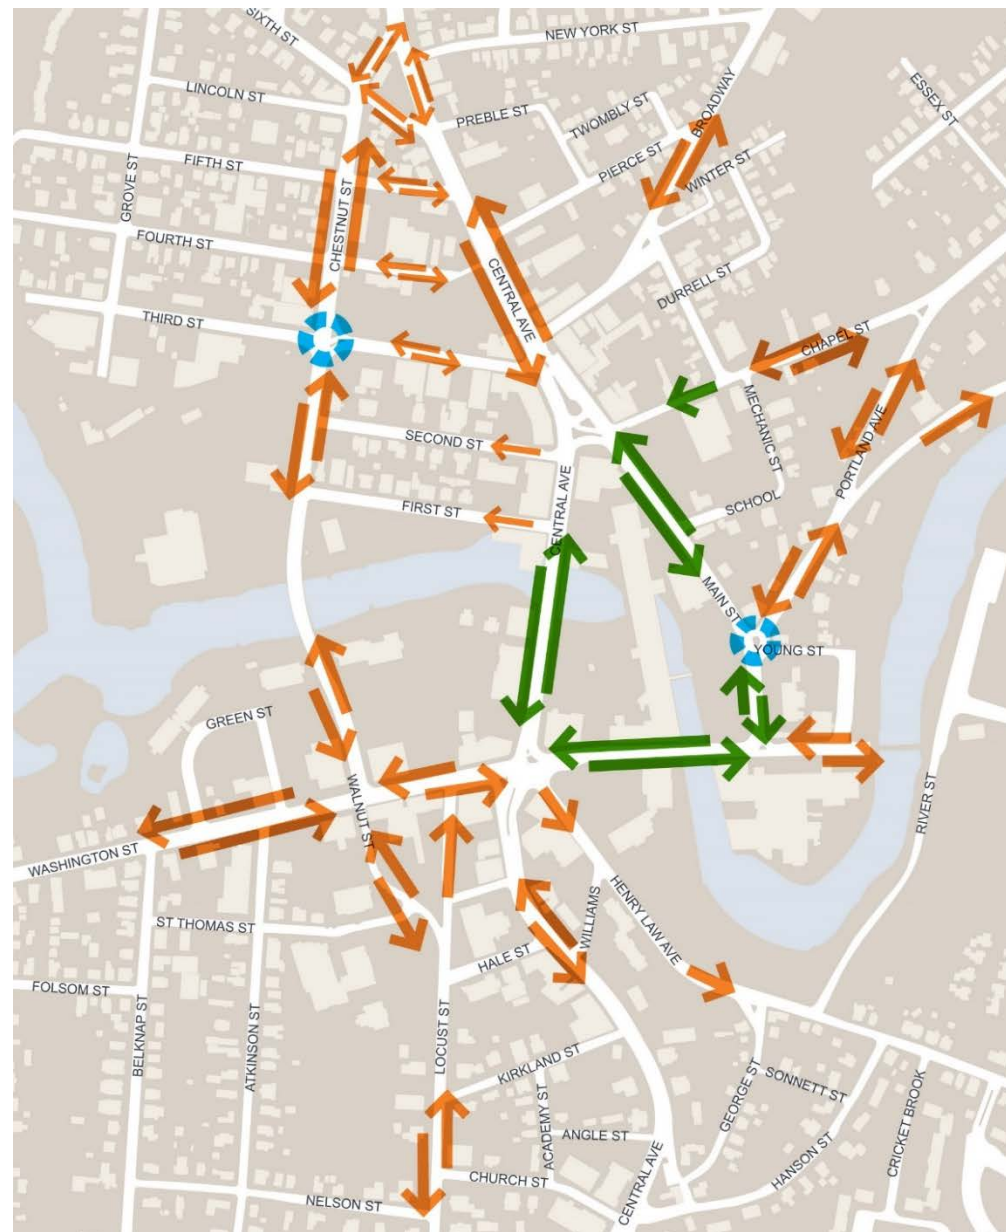 SIXTH ST
NEW YORK ST
LINCOLN ST
BROADWAY
ESSEX ST
PREBLE ST
TWOMBLY ST
FIFTH ST
PIERCE ST
WINTER ST
GROVE ST
CHESTNUT ST
FOURTH ST
CENTRAL AVE
DURRELL ST
THIRD ST
CHAPEL ST
MECHANIC ST
SECOND ST
PORTLAND AVE
FIRST ST
CENTRAL AVE
SCHOOL
MAIN ST
YOUNG ST
GREEN ST
RIVER ST
WALNUT ST
WASHINGTON ST
ST THOMAS ST
WILLIAMS
HENRY LAW AVE
HALE ST
FOLSOM ST
BELKNAP ST
ATKINSON ST
LOCUST ST
KIRKLAND ST
SONNETT ST
GEORGE ST
ACADEMY ST
ANGLE ST
CRICKET BROOK
HANSON ST
CENTRAL AVE
CHURCH ST
NELSON ST